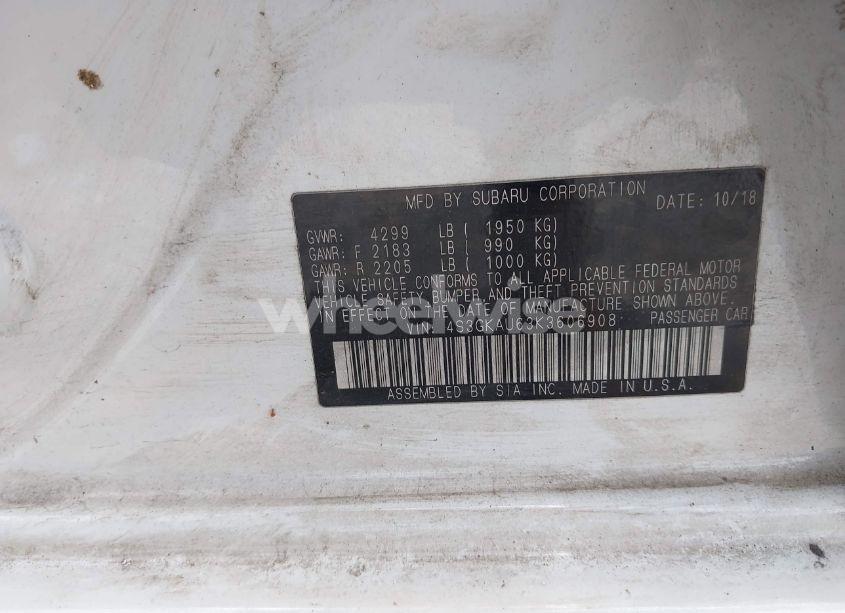 MFD BY SUBARU CORPORATION DATE: 10/18
GVWR: 4299 LB ( 1950 KG)
GAWR: F 2183 LB ( 990 KG)
GAWR: R 2205 LB ( 1000 KG)
THIS VEHICLE CONFORMS TO ALL APPLICABLE FEDERAL MOTOR
VEHICLE SAFETY, BUMPER, AND THEFT PREVENTION STANDARDS
IN EFFECT ON THE DATE OF MANUFACTURE SHOWN ABOVE.
VIN: 4S3GKAU63K3606908 PASSENGER CAR
ASSEMBLED BY SIA INC. MADE IN U.S.A.
wheelwise